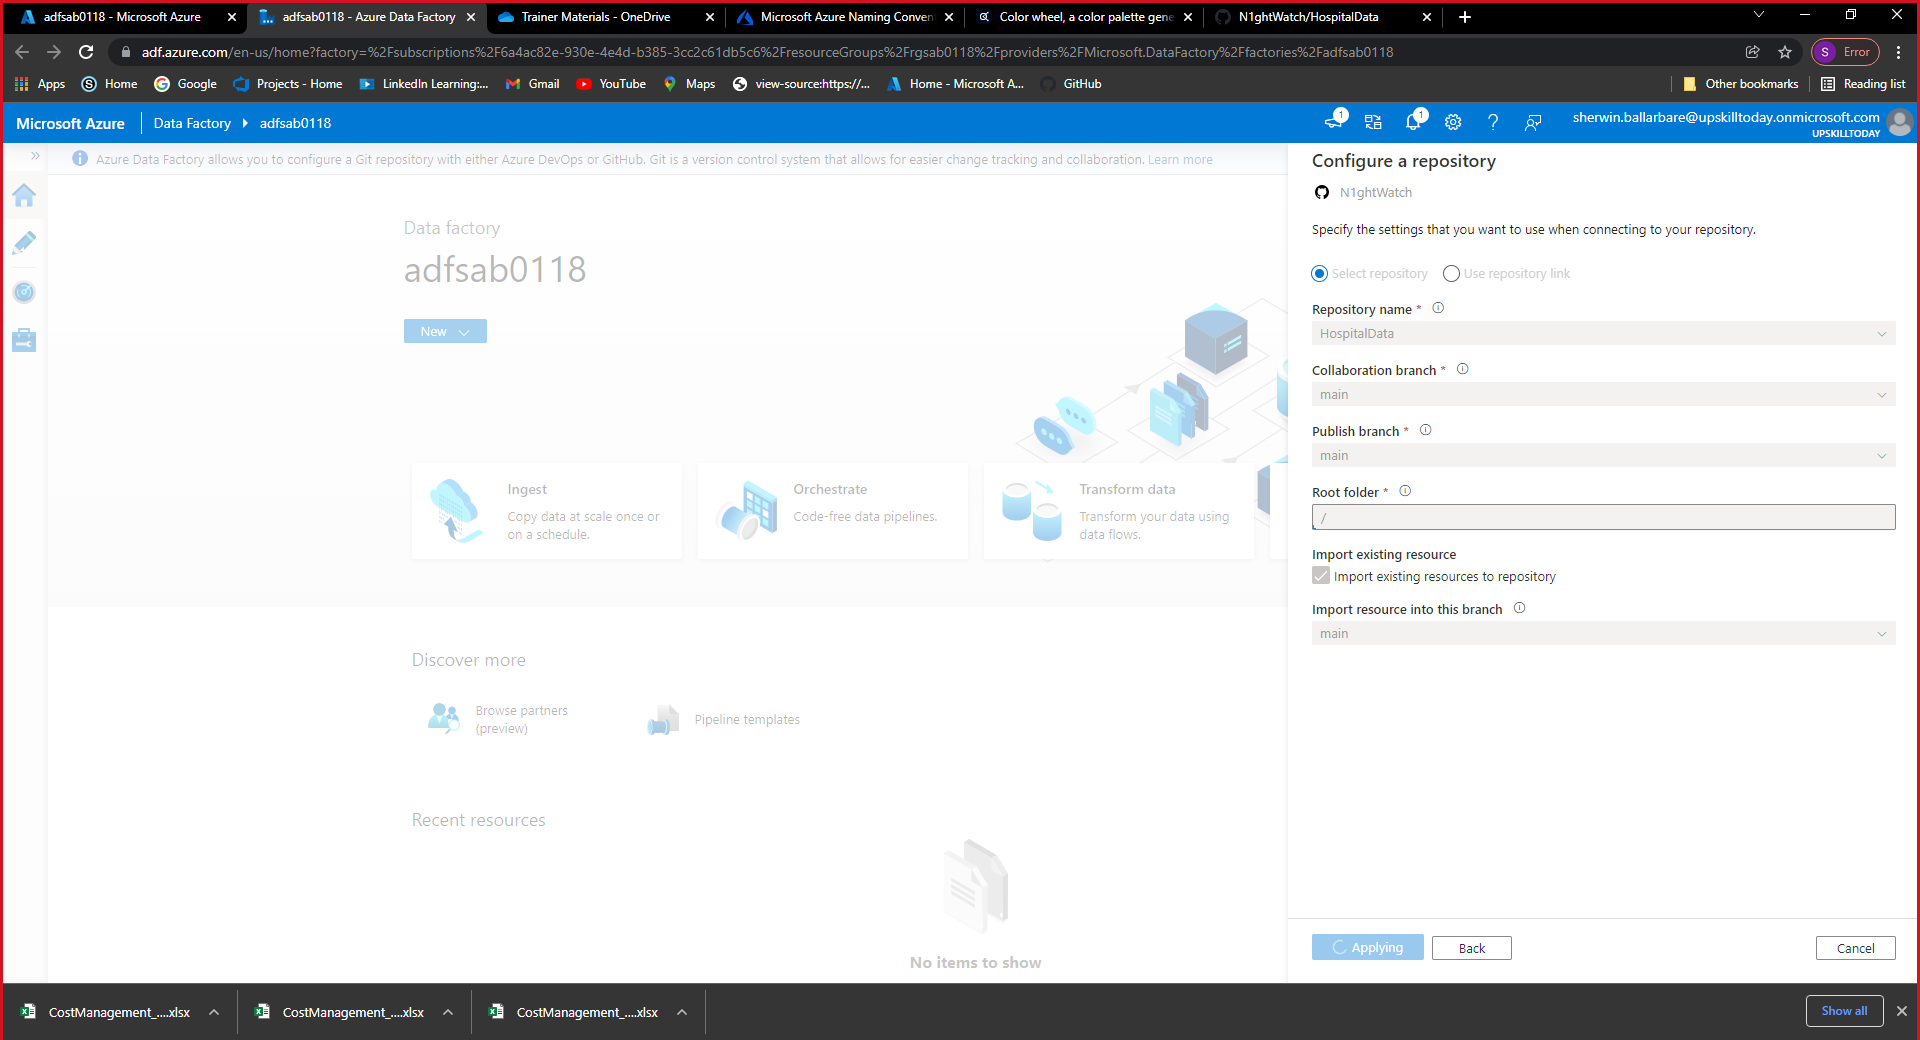 adfsab0118 - Microsoft Azure
adfsab0118 - Azure Data Factory
Trainer Materials - OneDrive
Microsoft Azure Naming Conven
Color wheel, a color palette gene
N1ghtWatch/HospitalData
adf.azure.com/en-us/home?factory=%2Fsubscriptions%2F6a4ac82e-930e-4e4d-b385-3cc2c61db5c6%2FresourceGroups%2Frgsab0118%2Fproviders%2FMicrosoft.DataFactory%2Ffactories%2Fadfsab0118
S Error
Apps
Home
Google
Projects - Home
LinkedIn Learning:...
Gmail
YouTube
Maps
view-source:https://...
Home - Microsoft A...
GitHub
Other bookmarks
Reading list
Microsoft Azure
Data Factory
adfsab0118
1
1
sherwin.ballarbare@upskilltoday.onmicrosoft.com
UPSKILLTODAY
Azure Data Factory allows you to configure a Git repository with either Azure DevOps or GitHub. Git is a version control system that allows for easier change tracking and collaboration. Learn more
Data factory
adfsab0118
New
Ingest
Copy data at scale once or
on a schedule.
Orchestrate
Code-free data pipelines.
Transform data
Transform your data using
data flows.
Discover more
Browse partners
(preview)
Pipeline templates
Recent resources
No items to show
Configure a repository
N1ghtWatch
Specify the settings that you want to use when connecting to your repository.
Select repository
Use repository link
Repository name *
HospitalData
Collaboration branch *
main
Publish branch *
main
Root folder *
/
Import existing resource
Import existing resources to repository
Import resource into this branch
main
Applying
Back
Cancel
CostManagement_....xlsx
CostManagement_....xlsx
CostManagement_....xlsx
Show all